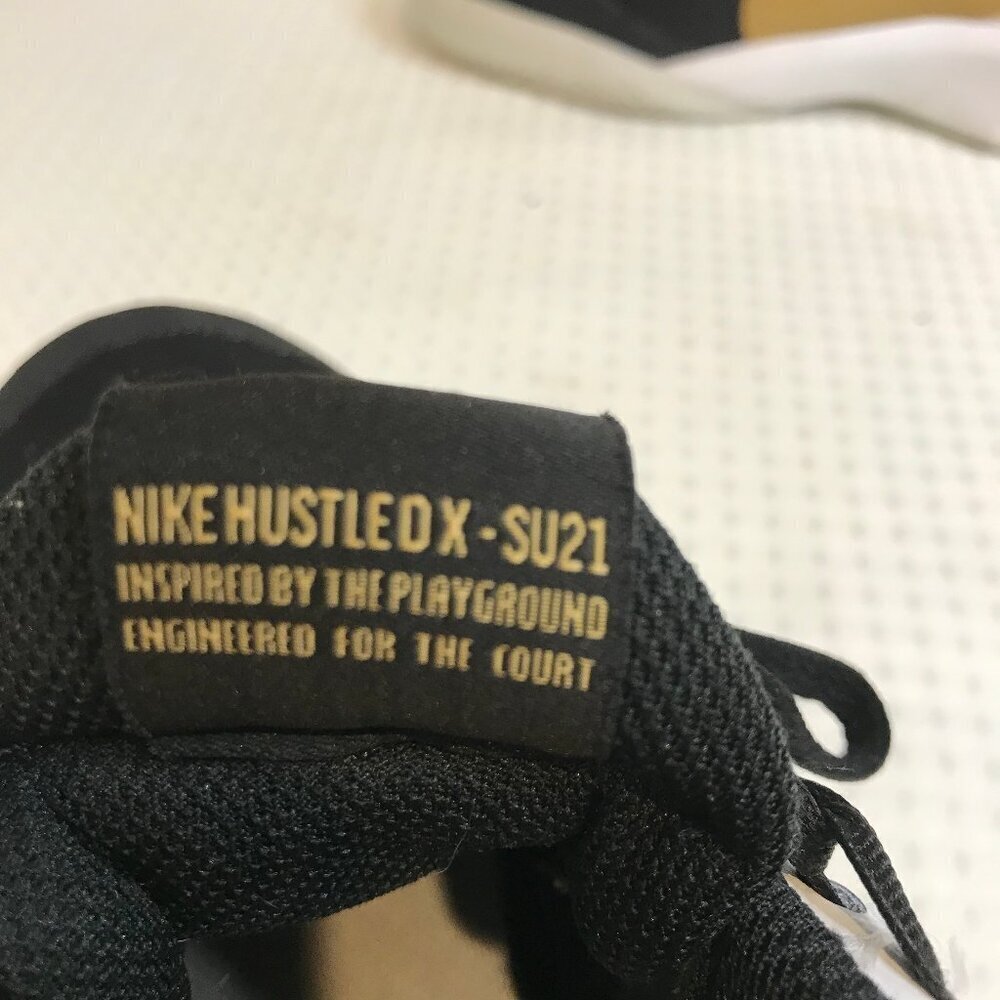 NIKE HUSTLE D X - SU21
INSPIRED BY THE PLAYGROUND
ENGINEERED FOR THE COURT